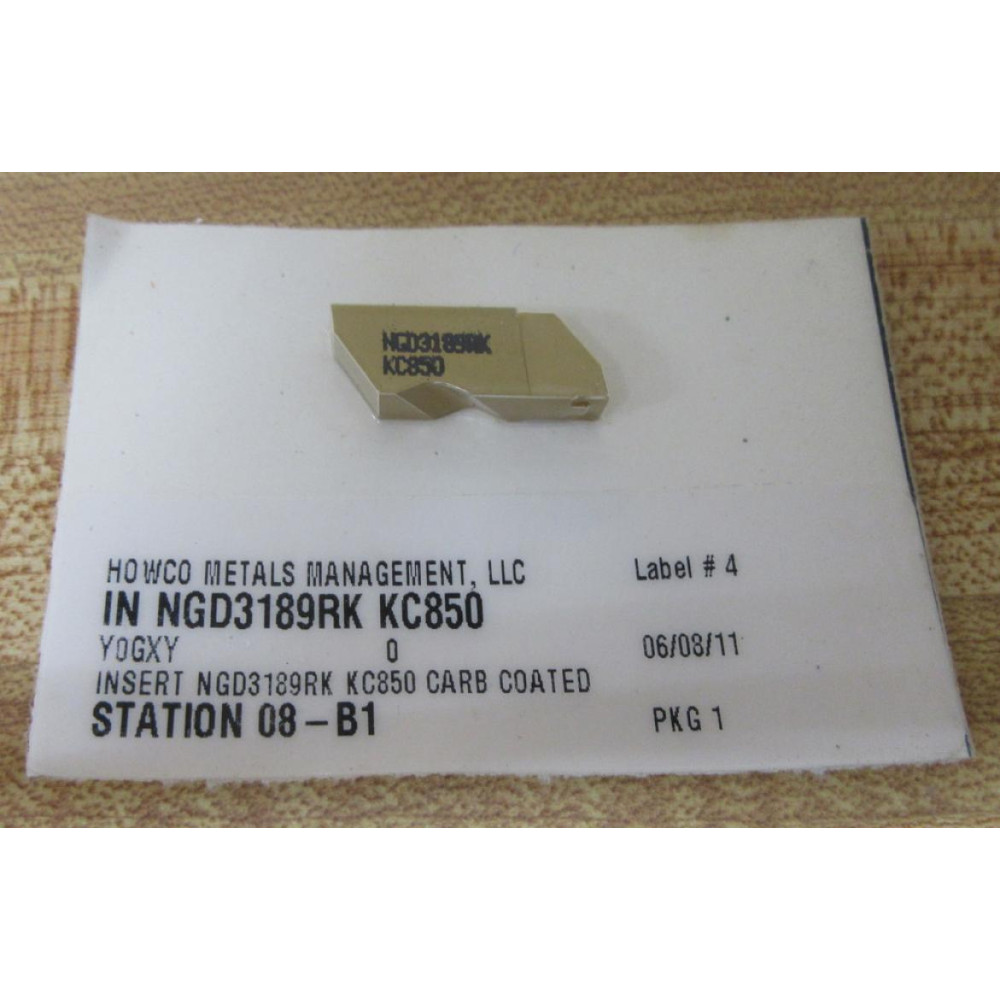 NGD3189RK
KC850
HOWCO METALS MANAGEMENT, LLC Label # 4
IN NGD3189RK KC850
Y0GXY 0 06/08/11
INSERT NGD3189RK KC850 CARB COATED
STATION 08 – B1 PKG 1